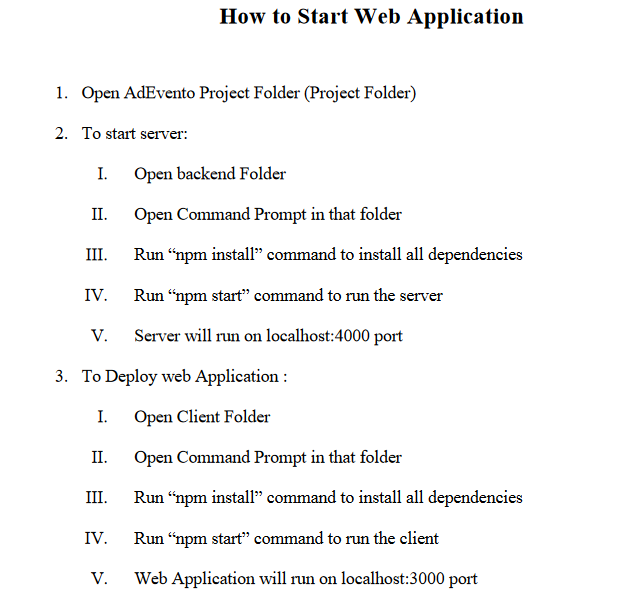 How to Start Web Application
1. Open AdEvento Project Folder (Project Folder)
2. To start server:
I. Open backend Folder
II. Open Command Prompt in that folder
III. Run “npm install” command to install all dependencies
IV. Run “npm start” command to run the server
V. Server will run on localhost:4000 port
3. To Deploy web Application :
I. Open Client Folder
II. Open Command Prompt in that folder
III. Run “npm install” command to install all dependencies
IV. Run “npm start” command to run the client
V. Web Application will run on localhost:3000 port